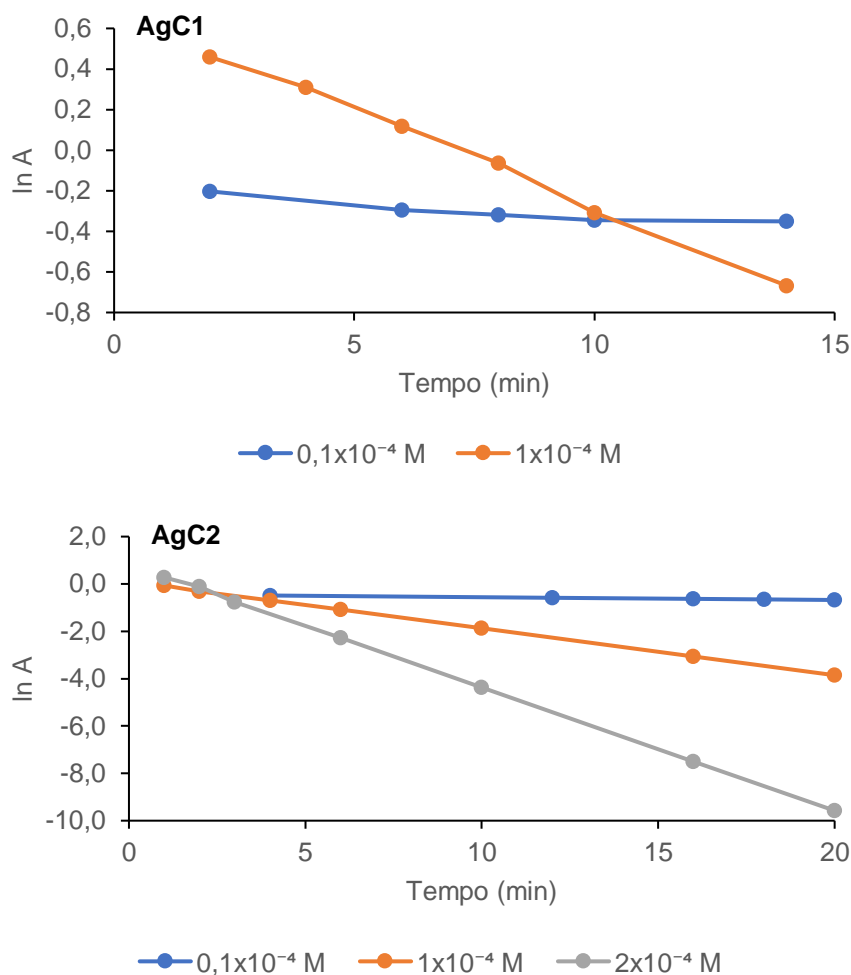 AgC1
0,6
0,4
0,2
0,0
-0,2
-0,4
-0,6
-0,8
ln A
0 5 10 15
Tempo (min)
0,1x10⁻⁴ M 1x10⁻⁴ M
AgC2
2,0
0,0
-2,0
-4,0
-6,0
-8,0
-10,0
ln A
0 5 10 15 20
Tempo (min)
0,1x10⁻⁴ M 1x10⁻⁴ M 2x10⁻⁴ M